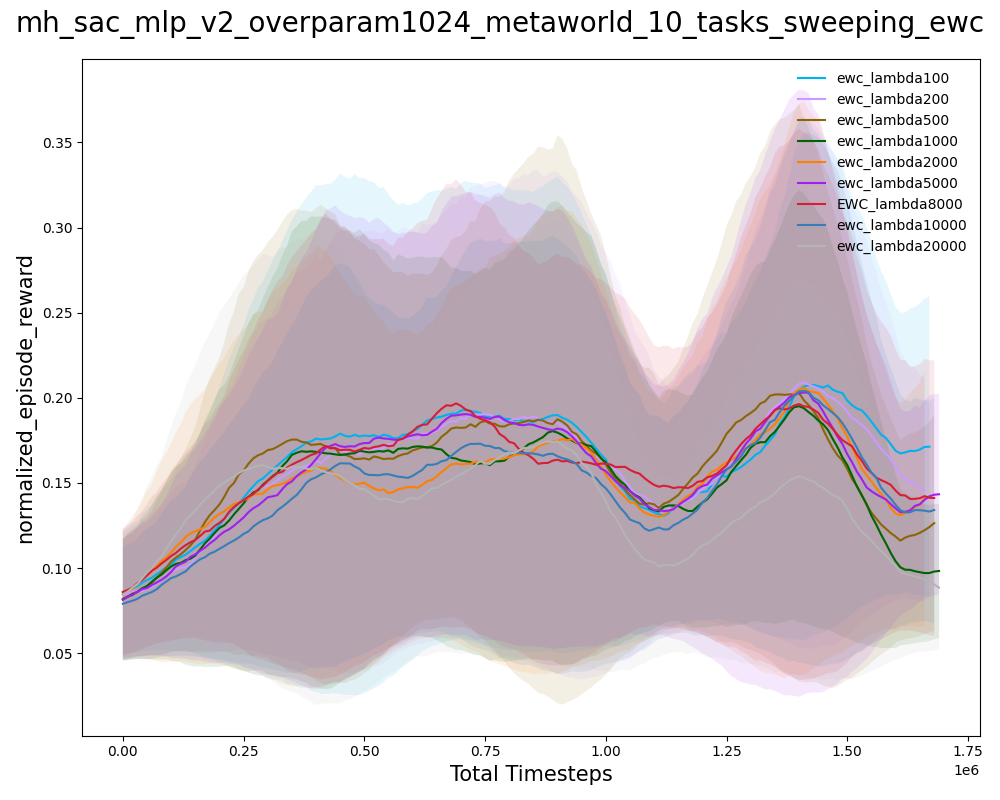 mh_sac_mlp_v2_overparam1024_metaworld_10_tasks_sweeping_ewc
ewc_lambda100
ewc_lambda200
ewc_lambda500
ewc_lambda1000
ewc_lambda2000
ewc_lambda5000
EWC_lambda8000
ewc_lambda10000
ewc_lambda20000
normalized_episode_reward
0.35
0.30
0.25
0.20
0.15
0.10
0.05
0.00 0.25 0.50 0.75 1.00 1.25 1.50 1.75
1e6
Total Timesteps